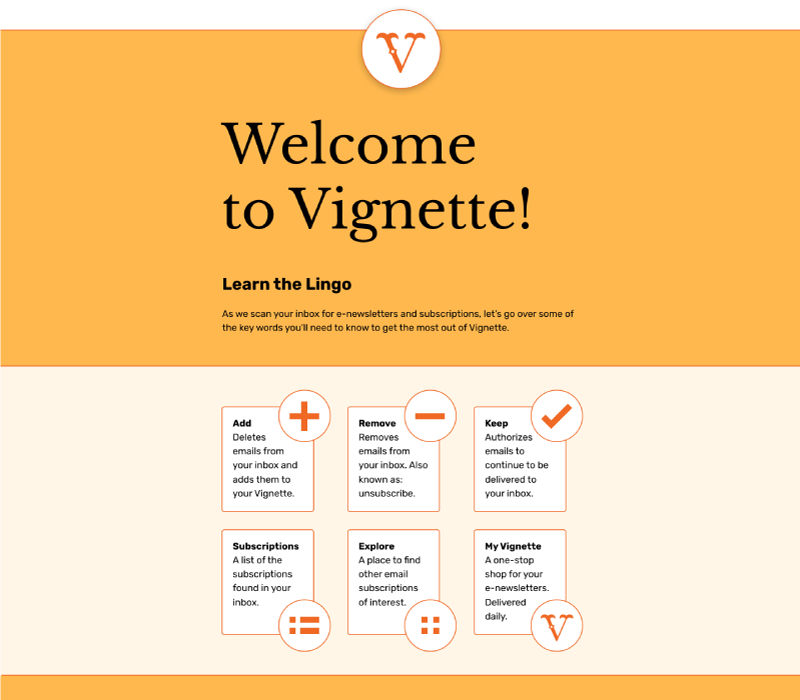 V
Welcome
to Vignette!
Learn the Lingo
As we scan your inbox for e-newsletters and subscriptions, let's go over some of
the key words you'll need to know to get the most out of Vignette.
Add
Deletes
emails from
your inbox and
adds them to
your Vignette.
Remove
Removes
emails from
your inbox. Also
known as:
unsubscribe.
Keep
Authorizes
emails to
continue to be
delivered to
your inbox.
Subscriptions
A list of the
subscriptions
found in your
inbox.
Explore
A place to find
other email
subscriptions
of interest.
My Vignette
A one-stop
shop for your
e-newsletters.
Delivered
daily.
V